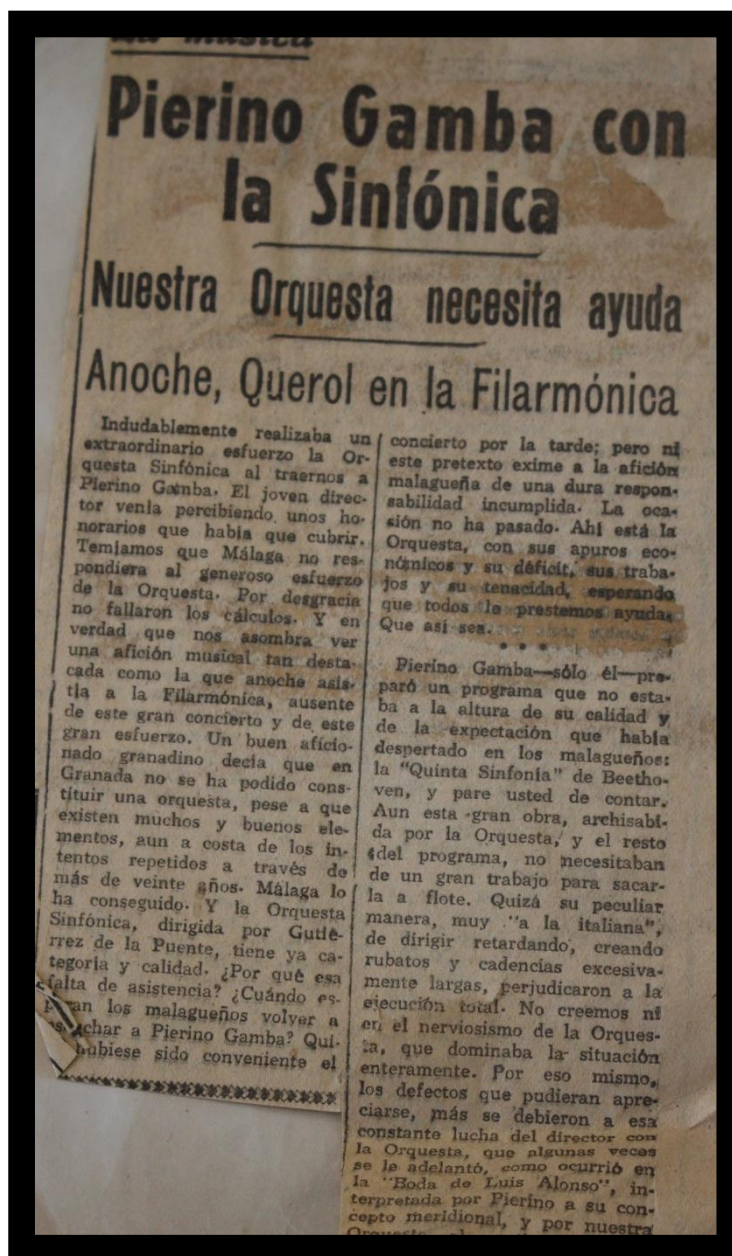 La música
Pierino Gamba con
la Sinfónica
Nuestra Orquesta necesita ayuda
Anoche, Querol en la Filarmónica
Indudablemente realizaba un
extraordinario esfuerzo la Or-
questa Sinfónica al traernos a
Pierino Gamba. El joven direc-
tor venía percibiendo unos ho-
norarios que había que cubrir.
Temíamos que Málaga no res-
pondiera al generoso esfuerzo
de la Orquesta. Por desgracia
no fallaron los cálculos. Y en
verdad que nos asombra ver
una afición musical tan desta-
cada como la que anoche asis-
tía a la Filarmónica, ausente
de este gran concierto y de este
gran esfuerzo. Un buen aficio-
nado granadino decía que en
Granada no se ha podido cons-
tituir una orquesta, pese a que
existen muchos y buenos ele-
mentos, aun a costa de los in-
tentos repetidos a través de
más de veinte años. Málaga lo
ha conseguido. Y la Orquesta
Sinfónica, dirigida por Gutié-
rrez de la Puente, tiene ya ca-
tegoría y calidad. ¿Por qué esa
falta de asistencia? ¿Cuándo es-
los malagueños volver a
a Pierino Gamba? Qui-
hubiese sido conveniente el
concierto por la tarde; pero ni
este pretexto exime a la afición
malagueña de una dura respon-
sabilidad incumplida. La oca-
sión no ha pasado. Ahí está la
Orquesta, con sus apuros eco-
nómicos y su déficit, sus traba-
jos y su tenacidad, esperando
que todos le prestemos ayuda.
Que así sea.
Pierino Gamba—sólo él—pre-
paró un programa que no esta-
ba a la altura de su calidad y
de la expectación que había
despertado en los malagueños:
la "Quinta Sinfonía" de Beetho-
ven, y pare usted de contar.
Aun esta gran obra, archisabi-
da por la Orquesta, y el resto
del programa, no necesitaban
de un gran trabajo para sacar-
la a flote. Quizá su peculiar
manera, muy "a la italiana",
de dirigir retardando, creando
rubatos y cadencias excesiva-
mente largas, perjudicaron a la
ejecución total. No creemos ni
en el nerviosismo de la Orques-
ta, que dominaba la situación
enteramente. Por eso mismo,
los defectos que pudieran apre-
ciarse, más se debieron a esa
constante lucha del director con
la Orquesta, que algunas veces
se le adelantó, como ocurrió en
la "Boda de Luis Alonso", in-
terpretada por Pierino a su con-
cepto meridional, y por nuestra
Orquesta